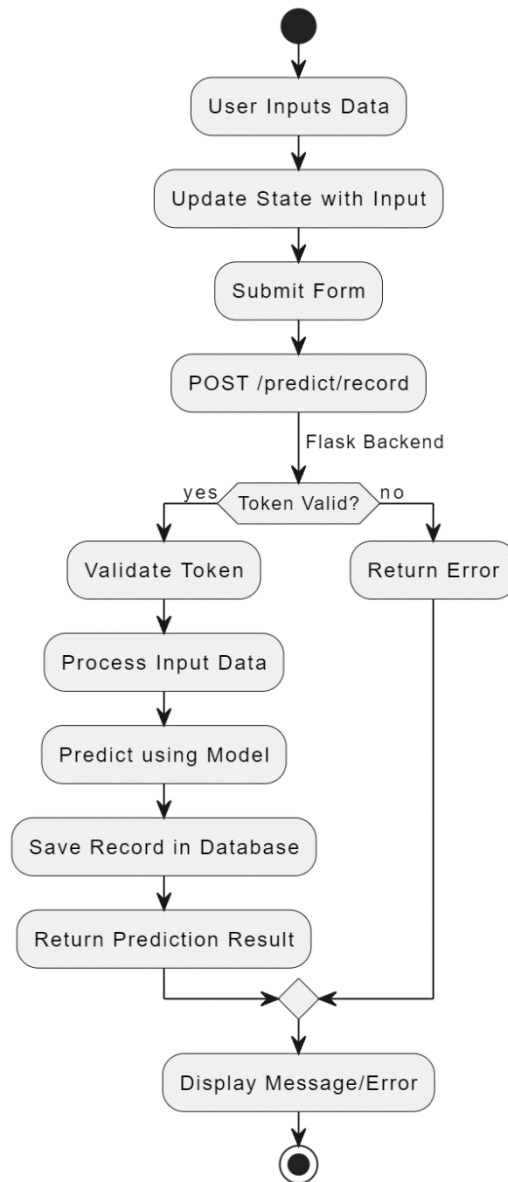 User Inputs Data
Update State with Input
Submit Form
POST /predict/record
Flask Backend
yes
Token Valid?
no
Validate Token
Return Error
Process Input Data
Predict using Model
Save Record in Database
Return Prediction Result
Display Message/Error